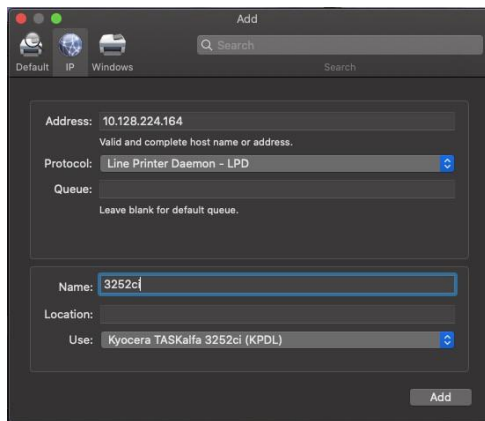 Add
Search
Default IP Windows Search
Address: 10.128.224.164
Valid and complete host name or address.
Protocol: Line Printer Daemon - LPD
Queue:
Leave blank for default queue.
Name: 3252ci
Location:
Use: Kyocera TASKalfa 3252ci (KPDL)
Add